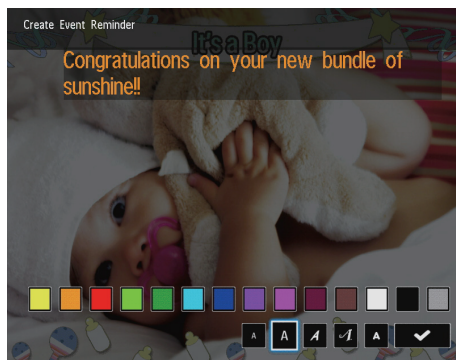 Create Event Reminder
It's a Boy
Congratulations on your new bundle of
sunshine!!
A A A A A